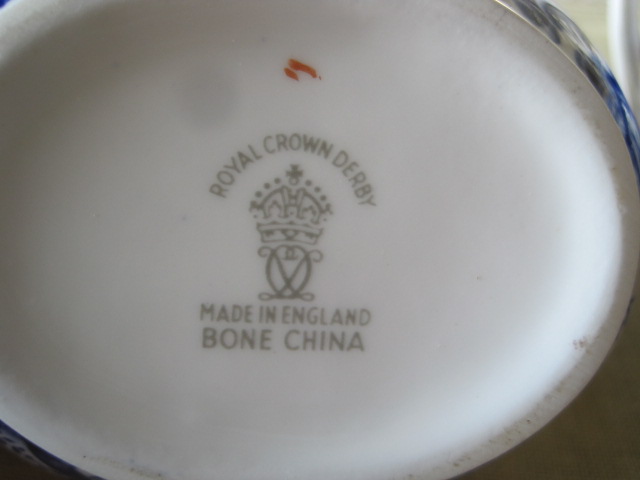 ROYAL CROWN DERBY
MADE IN ENGLAND
BONE CHINA